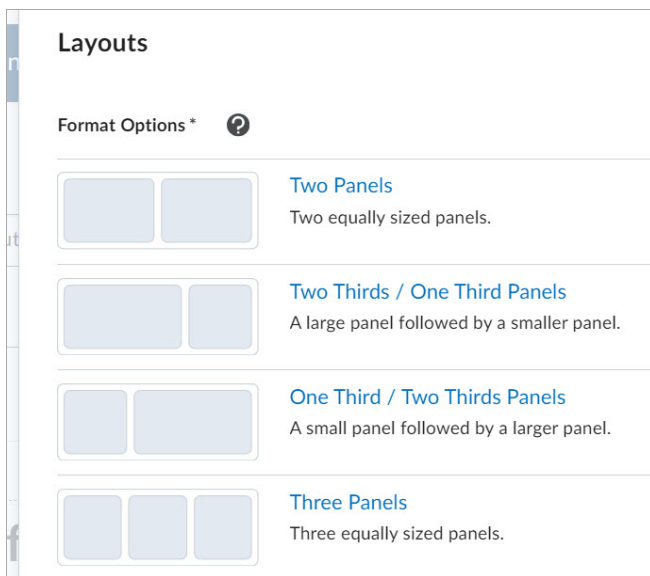 Layouts
Format Options *
Two Panels
Two equally sized panels.
Two Thirds / One Third Panels
A large panel followed by a smaller panel.
One Third / Two Thirds Panels
A small panel followed by a larger panel.
Three Panels
Three equally sized panels.